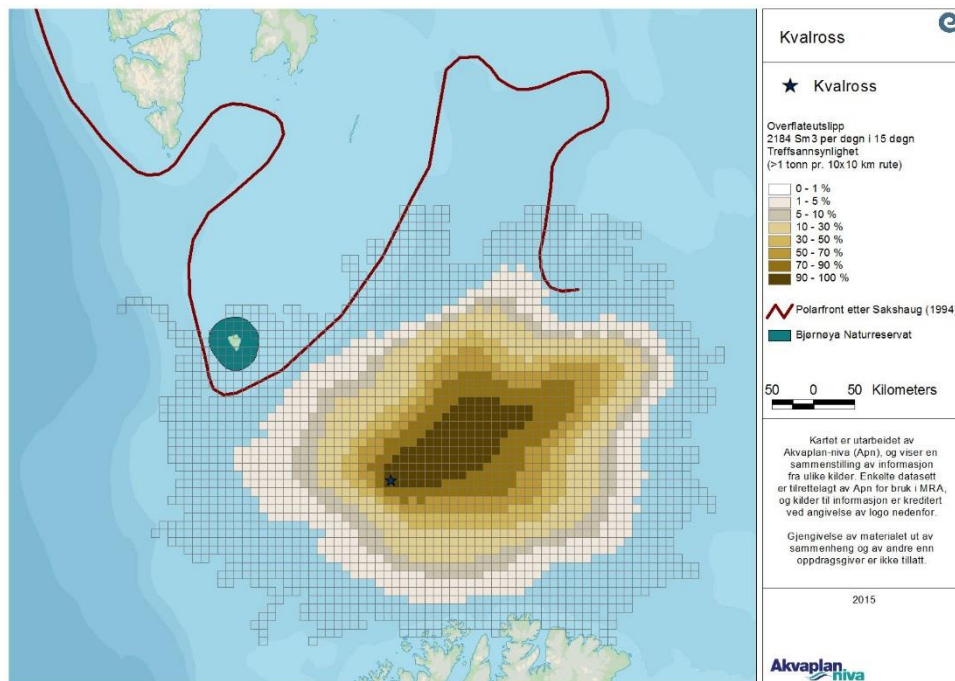 Kvalross
Kvalross
Overflateutslipp
2184 Sm3 per døgn i 15 døgn
Treffsannsynlighet
(>1 tonn pr. 10x10 km rute)
0 - 1 %
1 - 5 %
5 - 10 %
10 - 30 %
30 - 50 %
50 - 70 %
70 - 90 %
90 - 100 %
Polarfront etter Sakshaug (1994)
Bjørnøya Naturreservat
50 0 50 Kilometers
Kartet er utarbeidet av
Akvaplan-niva (Apn), og viser en
sammenstilling av informasjon
fra ulike kilder. Enkelte datasett
er tilrettelagt av Apn for bruk i MRA,
og kilder til informasjon er kreditert
ved angivelse av logo nedenfor.
Gjengivelse av materialet ut av
sammenheng og av andre enn
oppdragsgiver er ikke tillatt.
2015
Akvaplan
niva